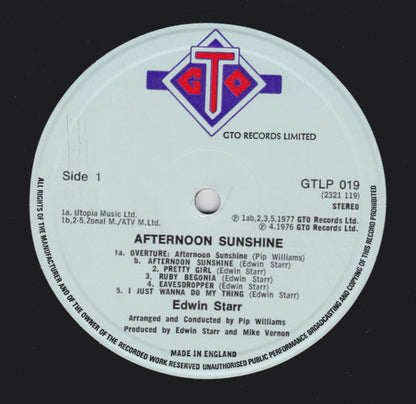 GTO
GTO RECORDS LIMITED
Side 1
GTLP 019
(2321 119)
STEREO
1a. Utopia Music Ltd.
1b,2-5.Zonal M./ATV M.Ltd.
℗ 1ab,2,3,5.1977 GTO Records Ltd.
℗ 4.1976 GTO Records Ltd.
AFTERNOON SUNSHINE
1a. OVERTURE: Afternoon Sunshine (Pip Williams)
b. AFTERNOON SUNSHINE (Edwin Starr)
2. PRETTY GIRL (Edwin Starr)
3. RUBY BEGONIA (Edwin Starr)
4. EAVESDROPPER (Edwin Starr)
5. I JUST WANNA DO MY THING (Edwin Starr)
Edwin Starr
Arranged and Conducted by Pip Williams
Produced by Edwin Starr and Mike Vernon
MADE IN ENGLAND
ALL RIGHTS OF THE MANUFACTURER AND OF THE OWNER OF THE RECORDED WORK RESERVED UNAUTHORISED PUBLIC PERFORMANCE BROADCASTING AND COPYING OF THIS RECORD PROHIBITED